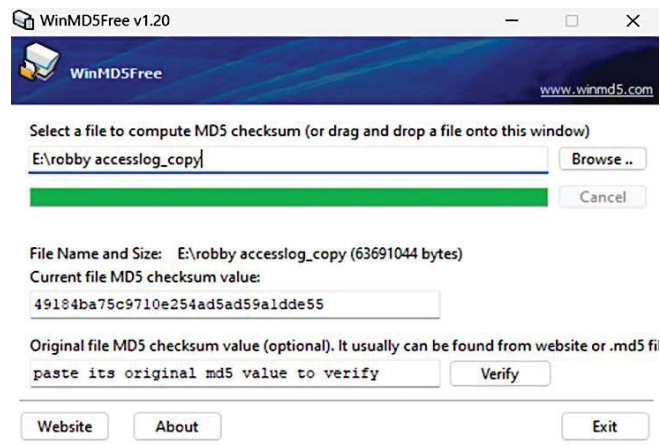 WinMD5Free v1.20
WinMD5Free
www.winmd5.com
Select a file to compute MD5 checksum (or drag and drop a file onto this window)
E:\robby accesslog_copy
Browse ..
Cancel
File Name and Size: E:\robby accesslog_copy (63691044 bytes)
Current file MD5 checksum value:
49184ba75c9710e254ad5ad59a1dde55
Original file MD5 checksum value (optional). It usually can be found from website or .md5 fi
paste its original md5 value to verify
Verify
Website
About
Exit